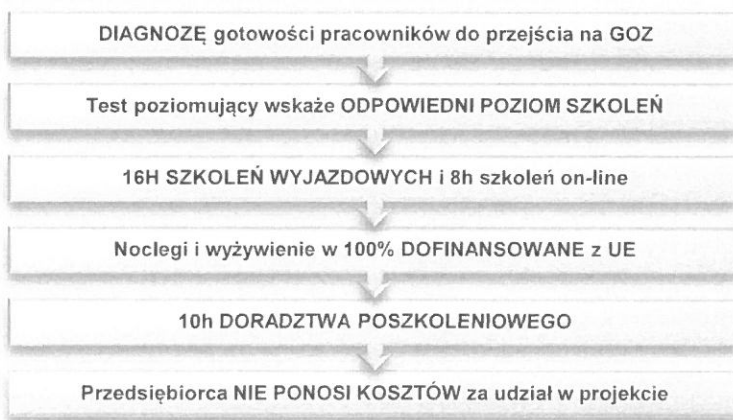 DIAGNOZĘ gotowości pracowników do przejścia na GOZ
Test poziomujący wskaże ODPOWIEDNI POZIOM SZKOLEŃ
16H SZKOLEŃ WYJAZDOWYCH i 8h szkoleń on-line
Noclegi i wyżywienie w 100% DOFINANSOWANE z UE
10h DORADZTWA POSZKOLENIOWEGO
Przedsiębiorca NIE PONOSI KOSZTÓW za udział w projekcie